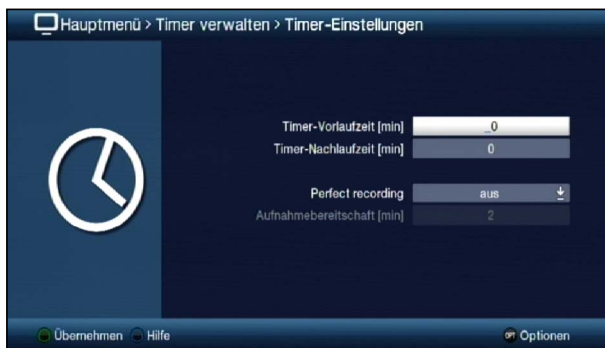 Hauptmenü > Timer verwalten > Timer-Einstellungen
Timer-Vorlaufzeit [min] _0
Timer-Nachlaufzeit [min] 0
Perfect recording aus
Aufnahmebereitschaft [min] 2
Übernehmen Hilfe OPT Optionen